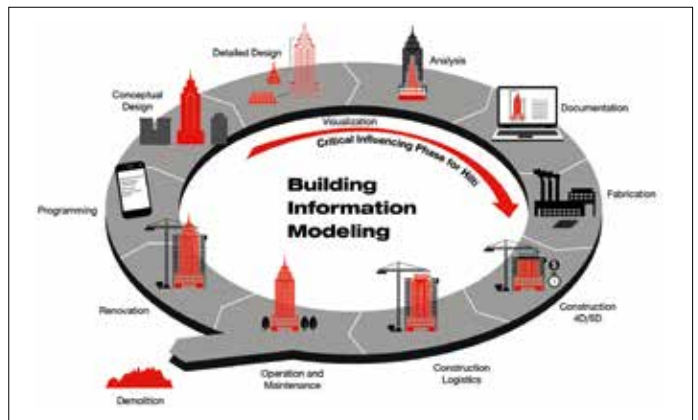 Building
Information
Modeling
Critical Influencing Phase for Hilti
Visualization
Programming
Conceptual
Design
Detailed Design
Analysis
Documentation
Fabrication
Construction
4D/5D
Construction
Logistics
Operation and
Maintenance
Renovation
Demolition